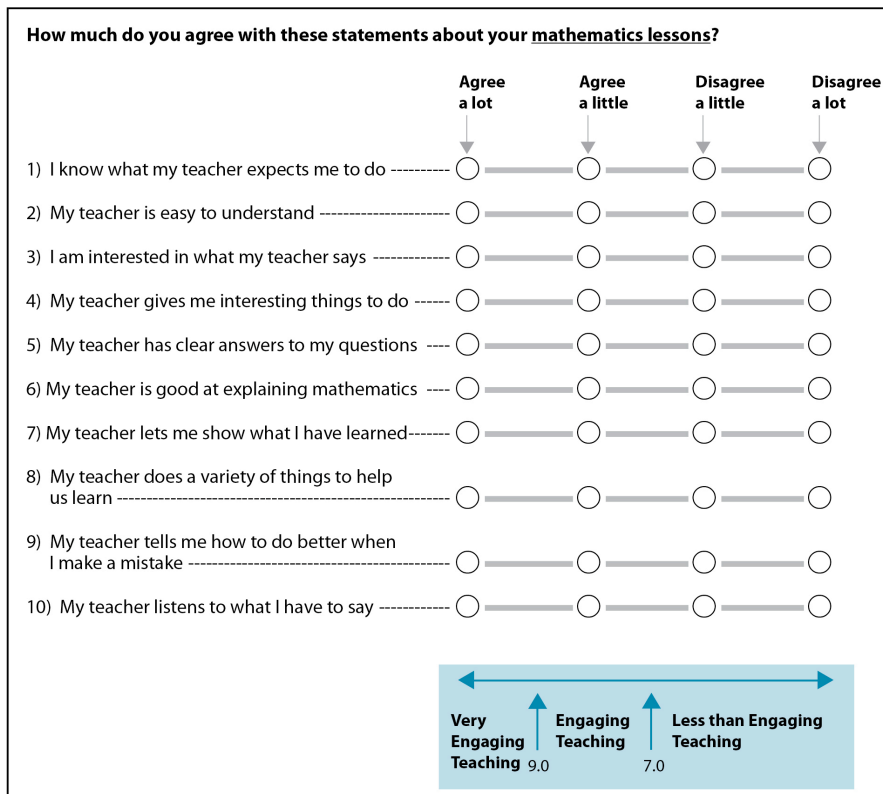 How much do you agree with these statements about your mathematics lessons?
Agree a lot
Agree a little
Disagree a little
Disagree a lot
1) I know what my teacher expects me to do ----------
2) My teacher is easy to understand ----------------------
3) I am interested in what my teacher says -------------
4) My teacher gives me interesting things to do ------
5) My teacher has clear answers to my questions ----
6) My teacher is good at explaining mathematics ----
7) My teacher lets me show what I have learned-------
8) My teacher does a variety of things to help
us learn --------------------------------------------------------
9) My teacher tells me how to do better when
I make a mistake --------------------------------------------
10) My teacher listens to what I have to say ------------
Very Engaging Teaching
9.0
Engaging Teaching
7.0
Less than Engaging Teaching